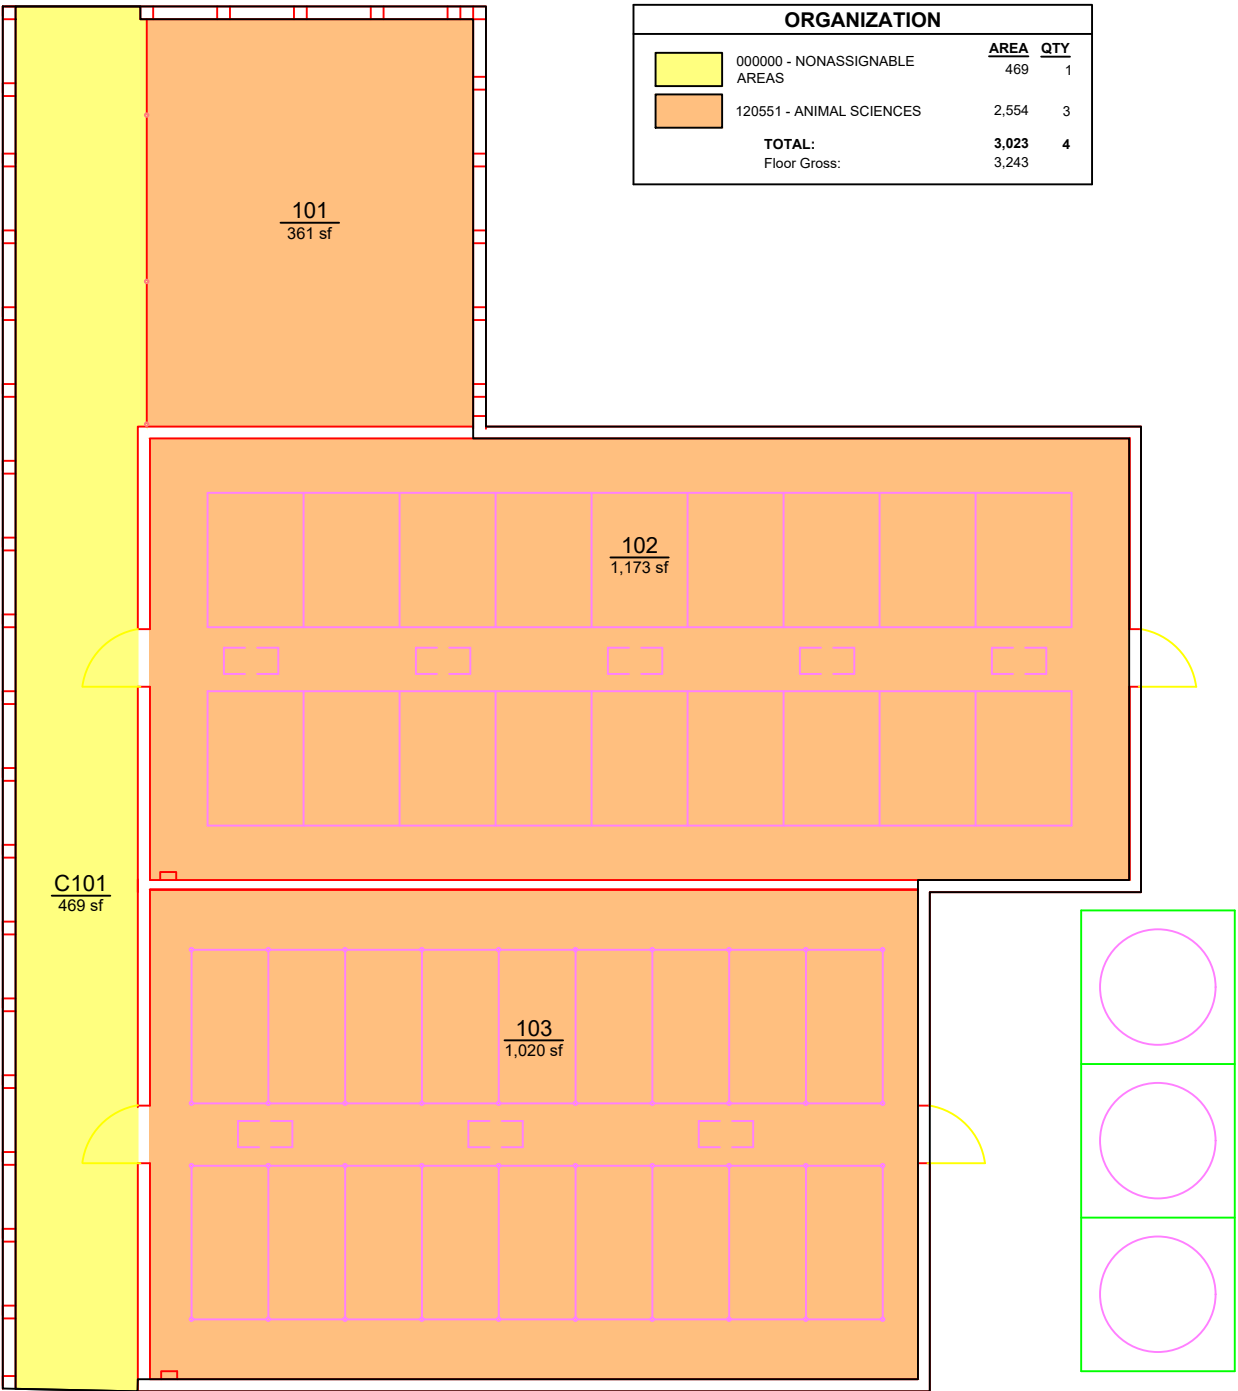 ORGANIZATION
AREA QTY
000000 - NONASSIGNABLE
AREAS
469 1
120551 - ANIMAL SCIENCES 2,554 3
TOTAL: 3,023 4
Floor Gross: 3,243
101
361 sf
102
1,173 sf
C101
469 sf
103
1,020 sf